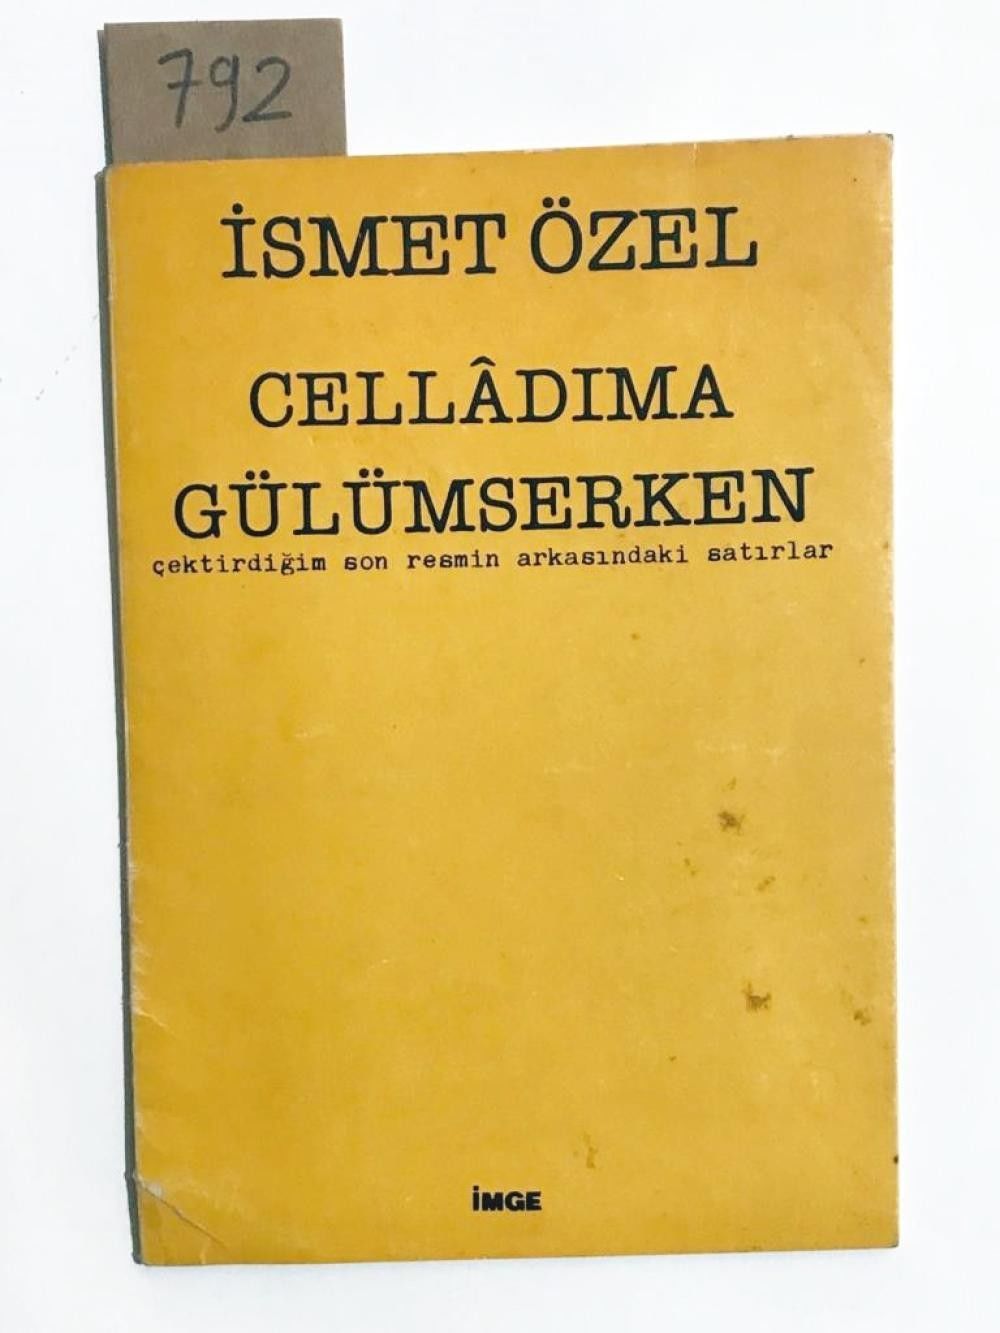 792
İSMET ÖZEL
CELLÂDIMA
GÜLÜMSERKEN
çektirdiğim son resmin arkasındaki satırlar
İMGE